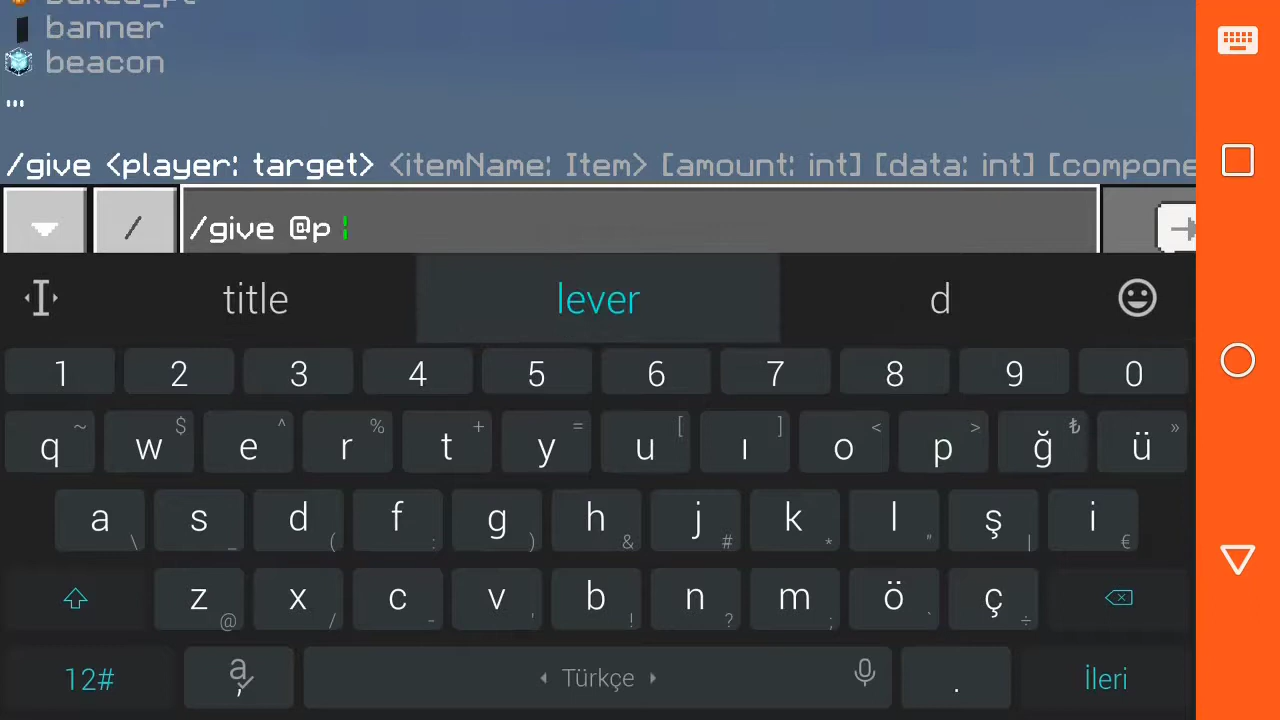 banner
beacon
...
/give <player: target> <itemName: Item> [amount: int] [data: int] [compone
/ /give @p
title lever d
1 2 3 4 5 6 7 8 9 0
~ $ ^ % + = [ ] < > ₺ »
q w e r t y u ı o p ğ ü
a s d f g h j k l ş i
\ _ ( : ) & # * " | €
z x c v b n m ö ç
@ / - ' ! ? ; ` ÷
12# a , Türkçe . İleri